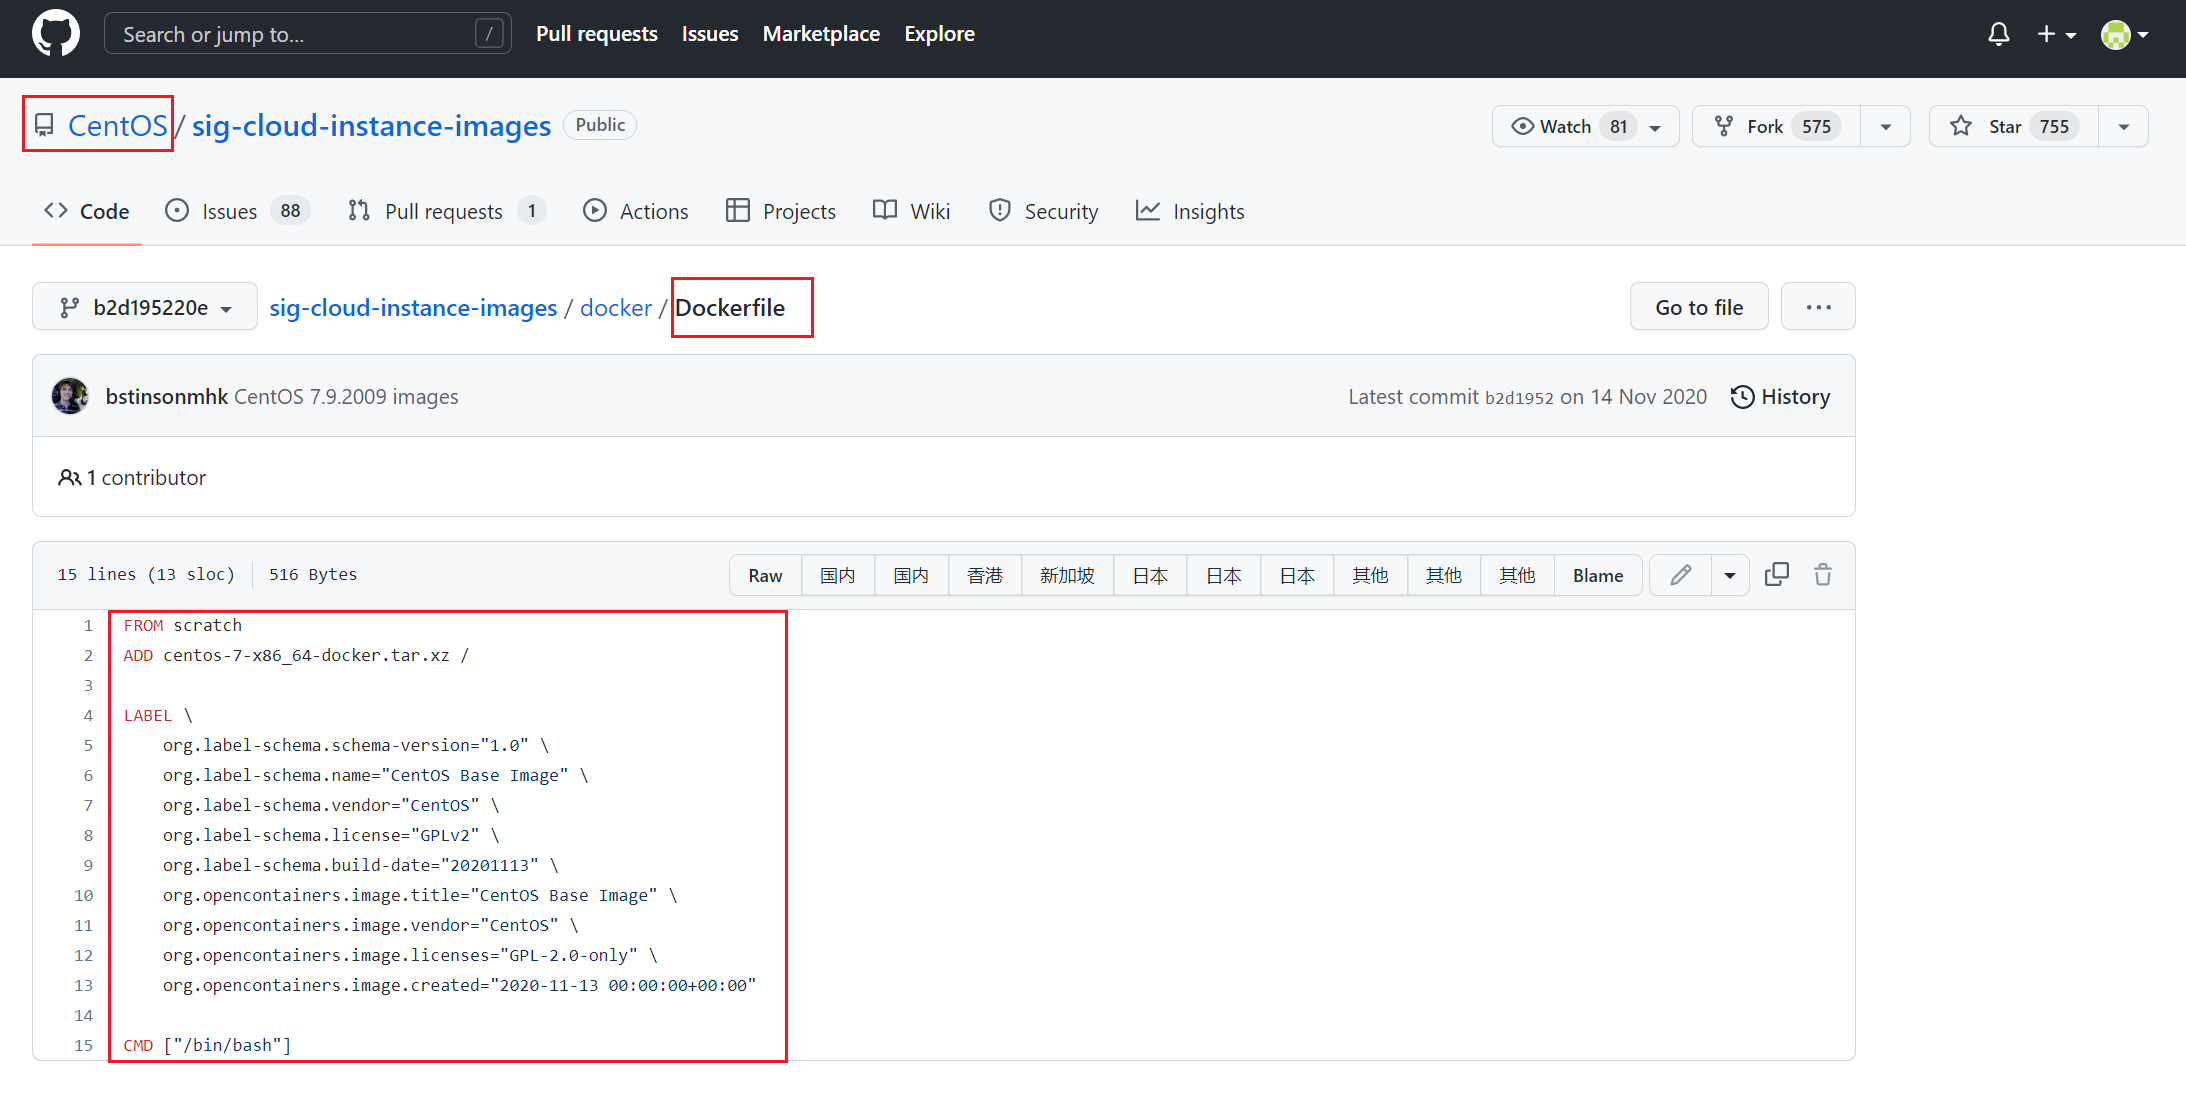 Search or jump to... /
Pull requests Issues Marketplace Explore
CentOS / sig-cloud-instance-images Public
Watch 81 Fork 575 Star 755
Code Issues 88 Pull requests 1 Actions Projects Wiki Security Insights
b2d195220e sig-cloud-instance-images / docker / Dockerfile Go to file ...
bstinsonmhk CentOS 7.9.2009 images Latest commit b2d1952 on 14 Nov 2020 History
1 contributor
15 lines (13 sloc) 516 Bytes Raw 国内 国内 香港 新加坡 日本 日本 日本 其他 其他 其他 Blame
1 FROM scratch
2 ADD centos-7-x86_64-docker.tar.xz /
3
4 LABEL \
5 org.label-schema.schema-version="1.0" \
6 org.label-schema.name="CentOS Base Image" \
7 org.label-schema.vendor="CentOS" \
8 org.label-schema.license="GPLv2" \
9 org.label-schema.build-date="20201113" \
10 org.opencontainers.image.title="CentOS Base Image" \
11 org.opencontainers.image.vendor="CentOS" \
12 org.opencontainers.image.licenses="GPL-2.0-only" \
13 org.opencontainers.image.created="2020-11-13 00:00:00+00:00"
14
15 CMD ["/bin/bash"]